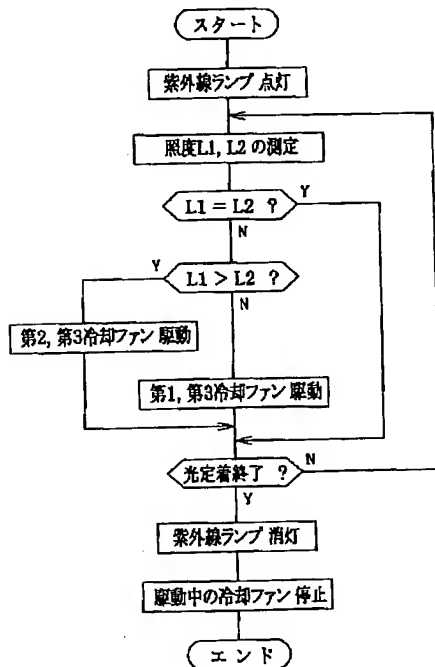 スタート
紫外線ランプ 点灯
照度L1, L2 の測定
L1 = L2 ?
Y
N
L1 > L2 ?
Y
N
第2, 第3冷却ファン 駆動
第1, 第3冷却ファン 駆動
光定着終了 ?
N
Y
紫外線ランプ 消灯
駆動中の冷却ファン 停止
エンド